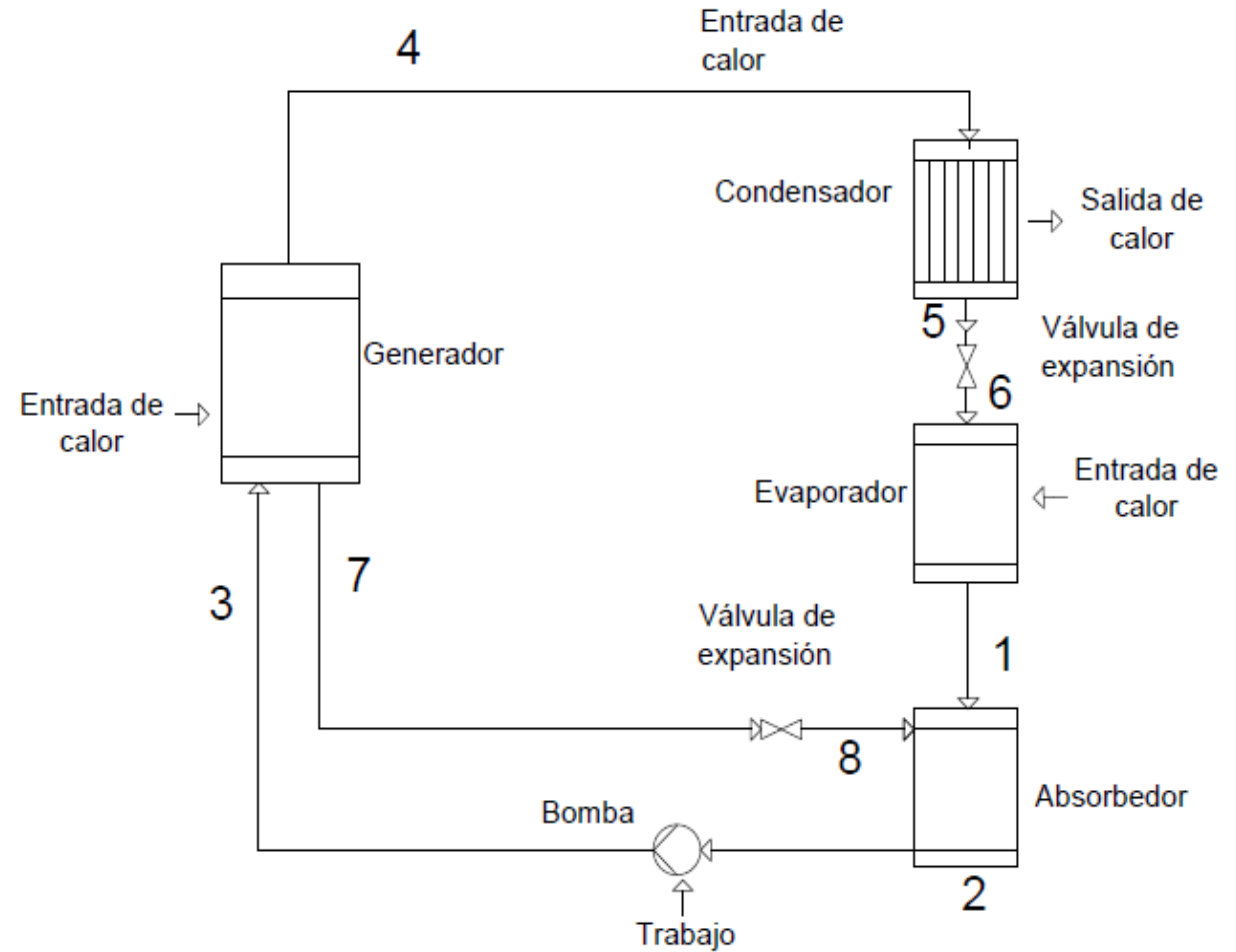 4
Entrada de
calor
Condensador
Salida de
calor
5
Válvula de
expansión
6
Generador
Entrada de
calor
Evaporador
Entrada de
calor
3
7
Válvula de
expansión
1
8
Absorbedor
Bomba
2
Trabajo